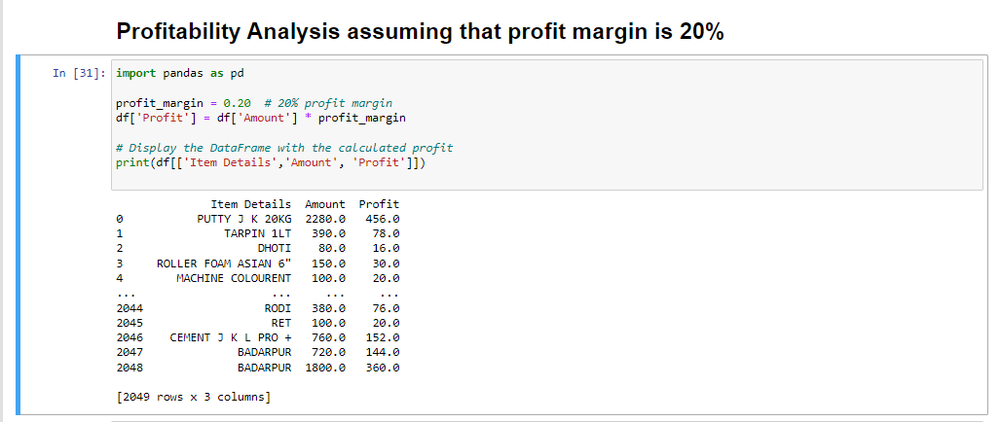 Profitability Analysis assuming that profit margin is 20%
In [31]: import pandas as pd
profit_margin = 0.20  # 20% profit margin
df['Profit'] = df['Amount'] * profit_margin
# Display the DataFrame with the calculated profit
print(df[['Item Details','Amount', 'Profit']])
Item Details  Amount  Profit
0  PUTTY J K 20KG  2280.0  456.0
1  TARPIN 1LT  390.0  78.0
2  DHOTI  80.0  16.0
3  ROLLER FOAM ASIAN 6"  150.0  30.0
4  MACHINE COLOURENT  100.0  20.0
...  ...  ...  ...
2044  RODI  380.0  76.0
2045  RET  100.0  20.0
2046  CEMENT J K L PRO +  760.0  152.0
2047  BADARPUR  720.0  144.0
2048  BADARPUR  1800.0  360.0
[2049 rows x 3 columns]